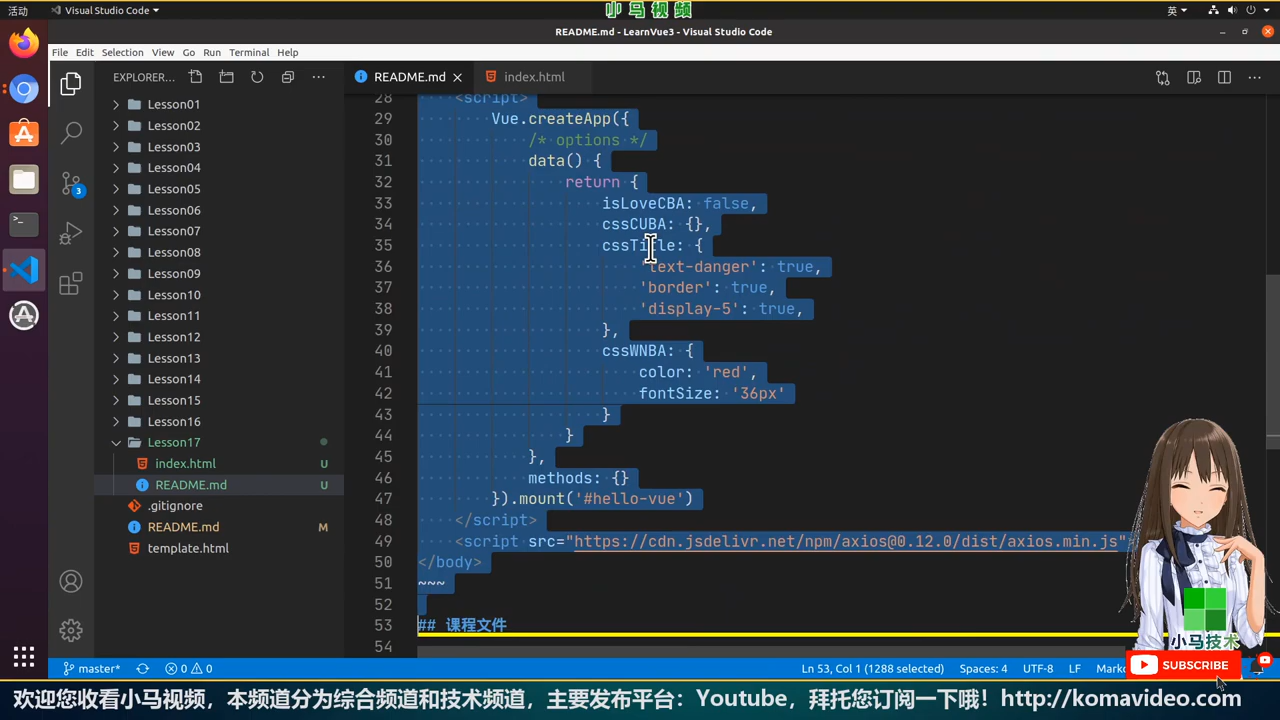 小马视频
活动
Visual Studio Code
英
README.md - LearnVue3 - Visual Studio Code
File Edit Selection View Go Run Terminal Help
EXPLORER...
README.md
index.html
Lesson01
Lesson02
Lesson03
Lesson04
Lesson05
Lesson06
Lesson07
Lesson08
Lesson09
Lesson10
Lesson11
Lesson12
Lesson13
Lesson14
Lesson15
Lesson16
Lesson17
index.html U
README.md U
.gitignore
README.md M
template.html
3
28 <script>
29 Vue.createApp({
30 /* options */
31 data() {
32 return {
33 isLoveCBA: false,
34 cssCUBA: {},
35 cssTitle: {
36 'text-danger': true,
37 'border': true,
38 'display-5': true,
39 },
40 cssWNBA: {
41 color: 'red',
42 fontSize: '36px'
43 }
44 }
45 },
46 methods: {}
47 }).mount('#hello-vue')
48 </script>
49 <script src="https://cdn.jsdelivr.net/npm/axios@0.12.0/dist/axios.min.js"
50 </body>
51 ~~~
52
53 ## 课程文件
54
小马技术
SUBSCRIBE
master* 0 0 Ln 53, Col 1 (1288 selected) Spaces: 4 UTF-8 LF
欢迎您收看小马视频，本频道分为综合频道和技术频道，主要发布平台：Youtube，拜托您订阅一下哦！http://komavideo.com